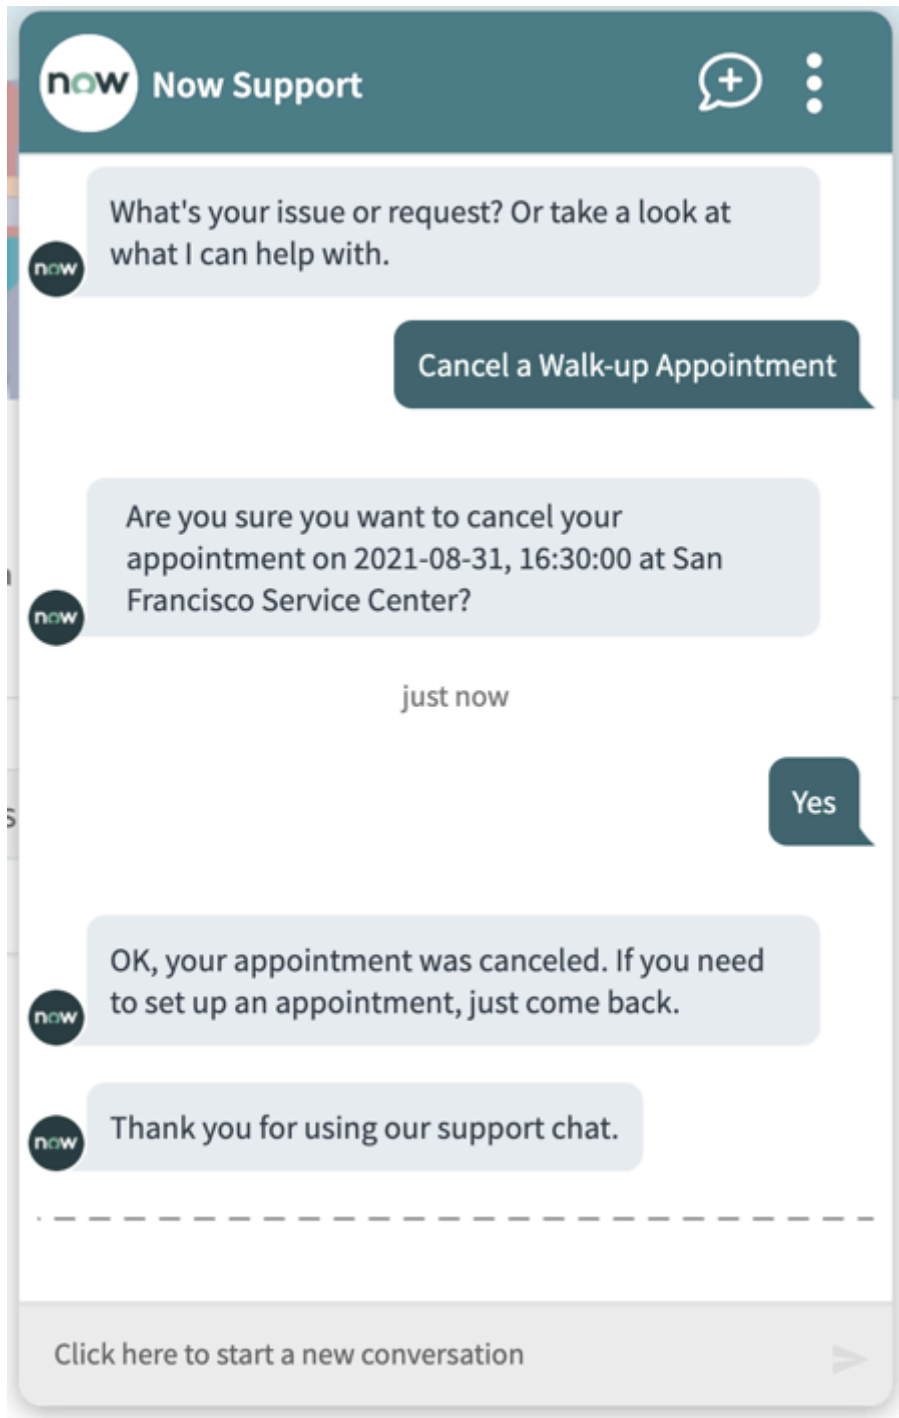 now
Now Support
What's your issue or request? Or take a look at
what I can help with.
now
Cancel a Walk-up Appointment
Are you sure you want to cancel your
appointment on 2021-08-31, 16:30:00 at San
Francisco Service Center?
now
just now
Yes
OK, your appointment was canceled. If you need
to set up an appointment, just come back.
now
Thank you for using our support chat.
now
Click here to start a new conversation